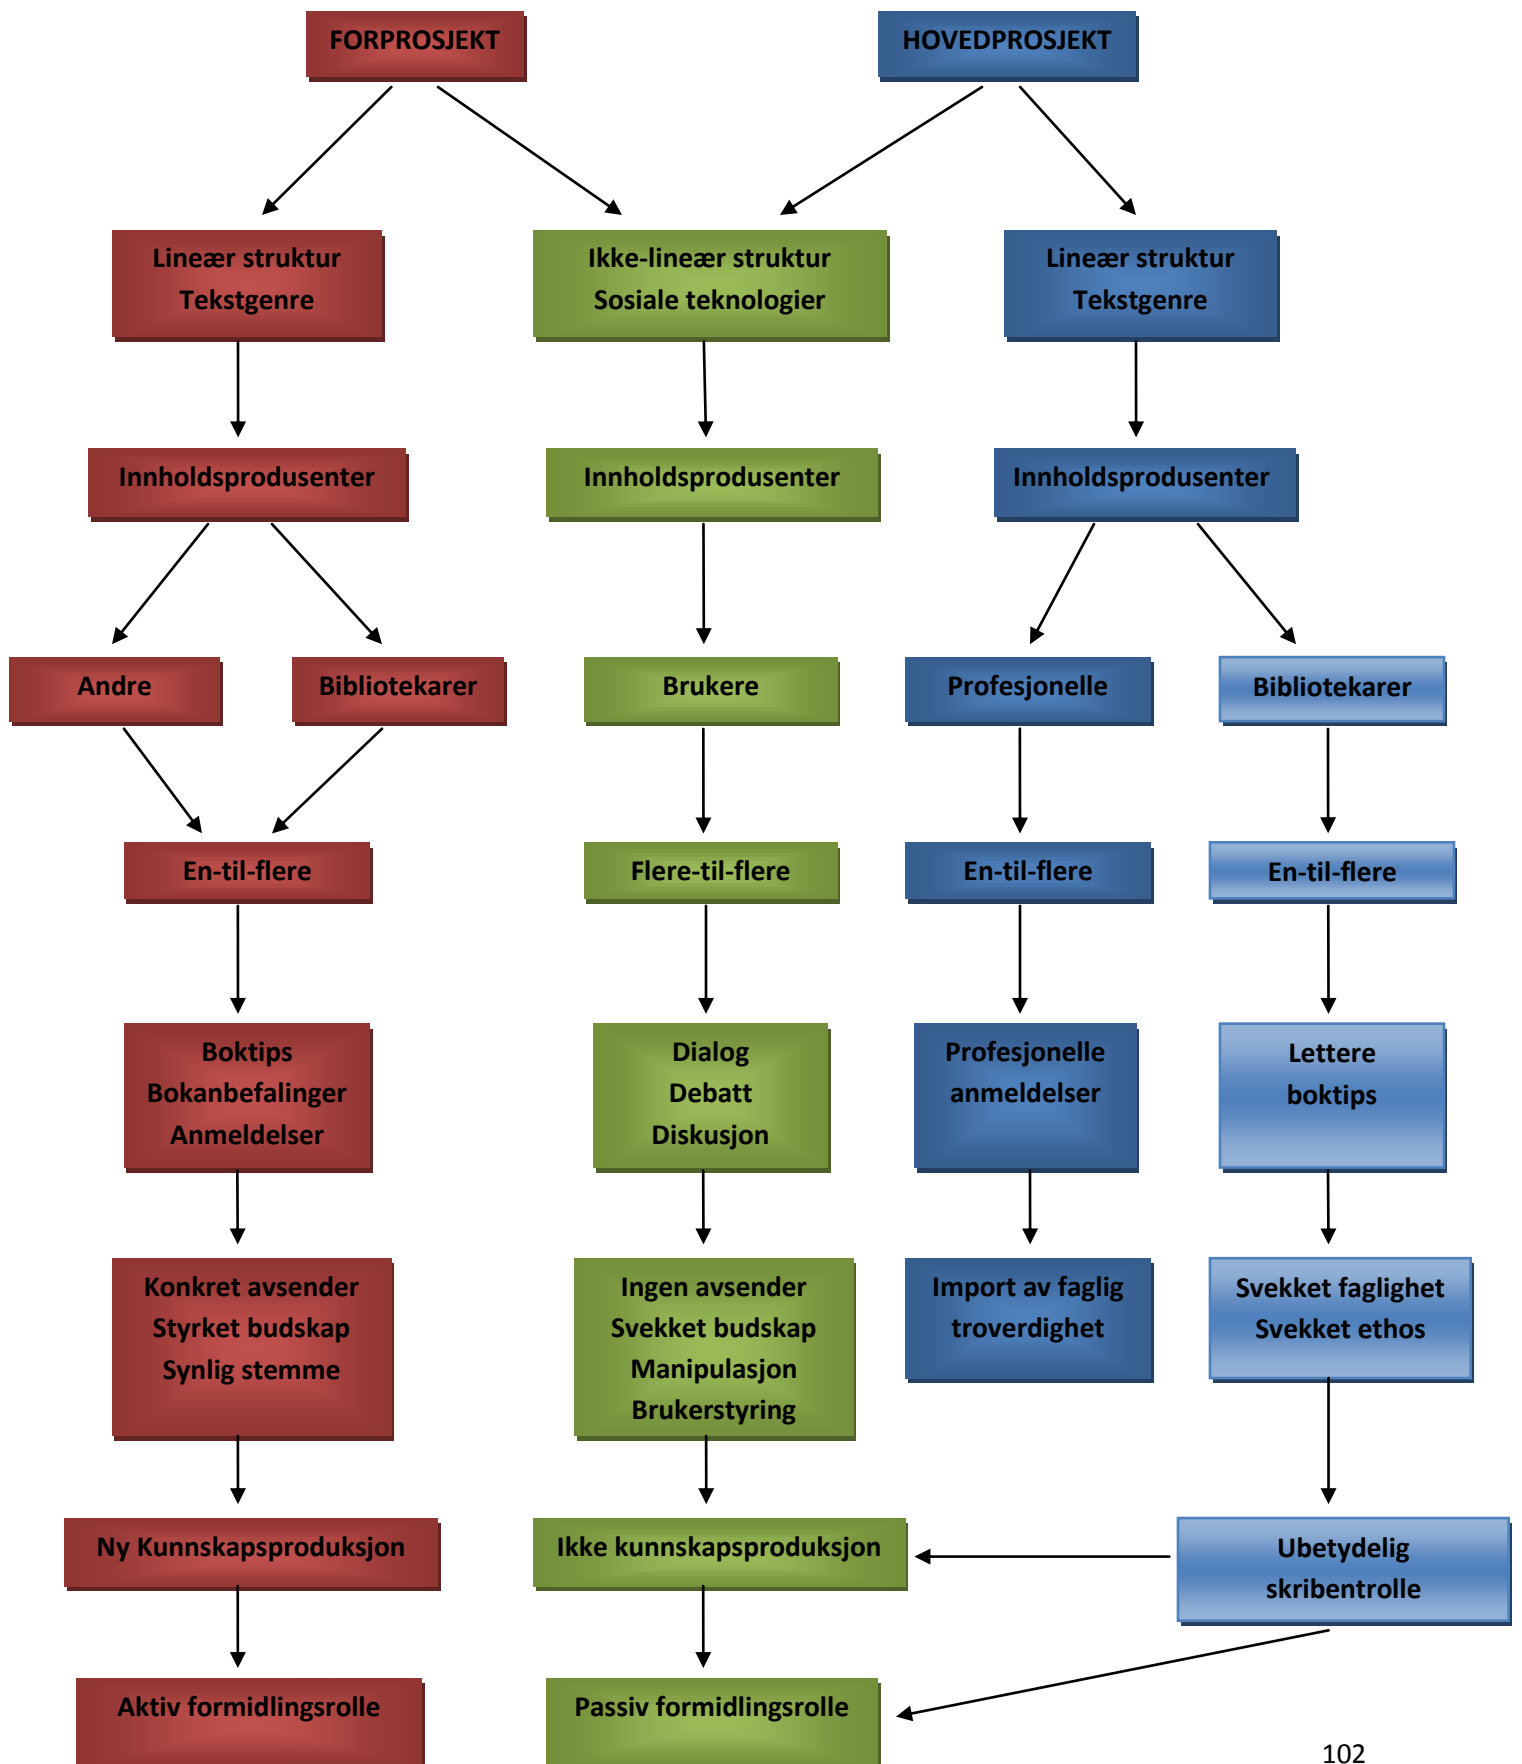 FORPROSJEKT
HOVEDPROSJEKT
Lineær struktur
Tekstgenre
Ikke-lineær struktur
Sosiale teknologier
Lineær struktur
Tekstgenre
Innholdsprodusenter
Innholdsprodusenter
Innholdsprodusenter
Andre
Bibliotekarer
Brukere
Profesjonelle
Bibliotekarer
En-til-flere
Flere-til-flere
En-til-flere
En-til-flere
Boktips
Bokanbefalinger
Anmeldelser
Dialog
Debatt
Diskusjon
Profesjonelle
anmeldelser
Lettere
boktips
Konkret avsender
Styrket budskap
Synlig stemme
Ingen avsender
Svekket budskap
Manipulasjon
Brukerstyring
Import av faglig
troverdighet
Svekket faglighet
Svekket ethos
Ny Kunnskapsproduksjon
Ikke kunnskapsproduksjon
Ubetydelig
skribentrolle
Aktiv formidlingsrolle
Passiv formidlingsrolle
102